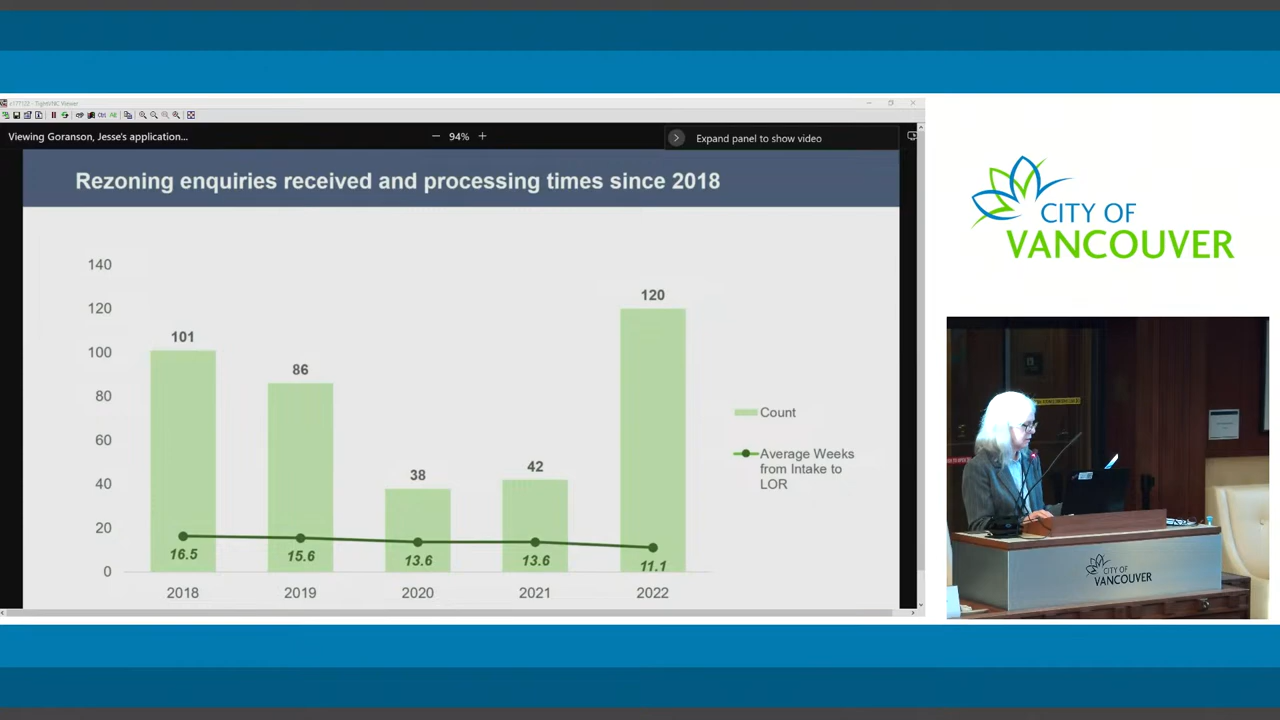 n177122 - TightVNC Viewer
Viewing Goranson, Jesse's application...
94%
Expand panel to show video
Rezoning enquiries received and processing times since 2018
140
120
100
80
60
40
20
0
101
86
38
42
120
16.5
15.6
13.6
13.6
11.1
2018
2019
2020
2021
2022
Count
Average Weeks
from Intake to
LOR
CITY OF
VANCOUVER
CITY OF
VANCOUVER